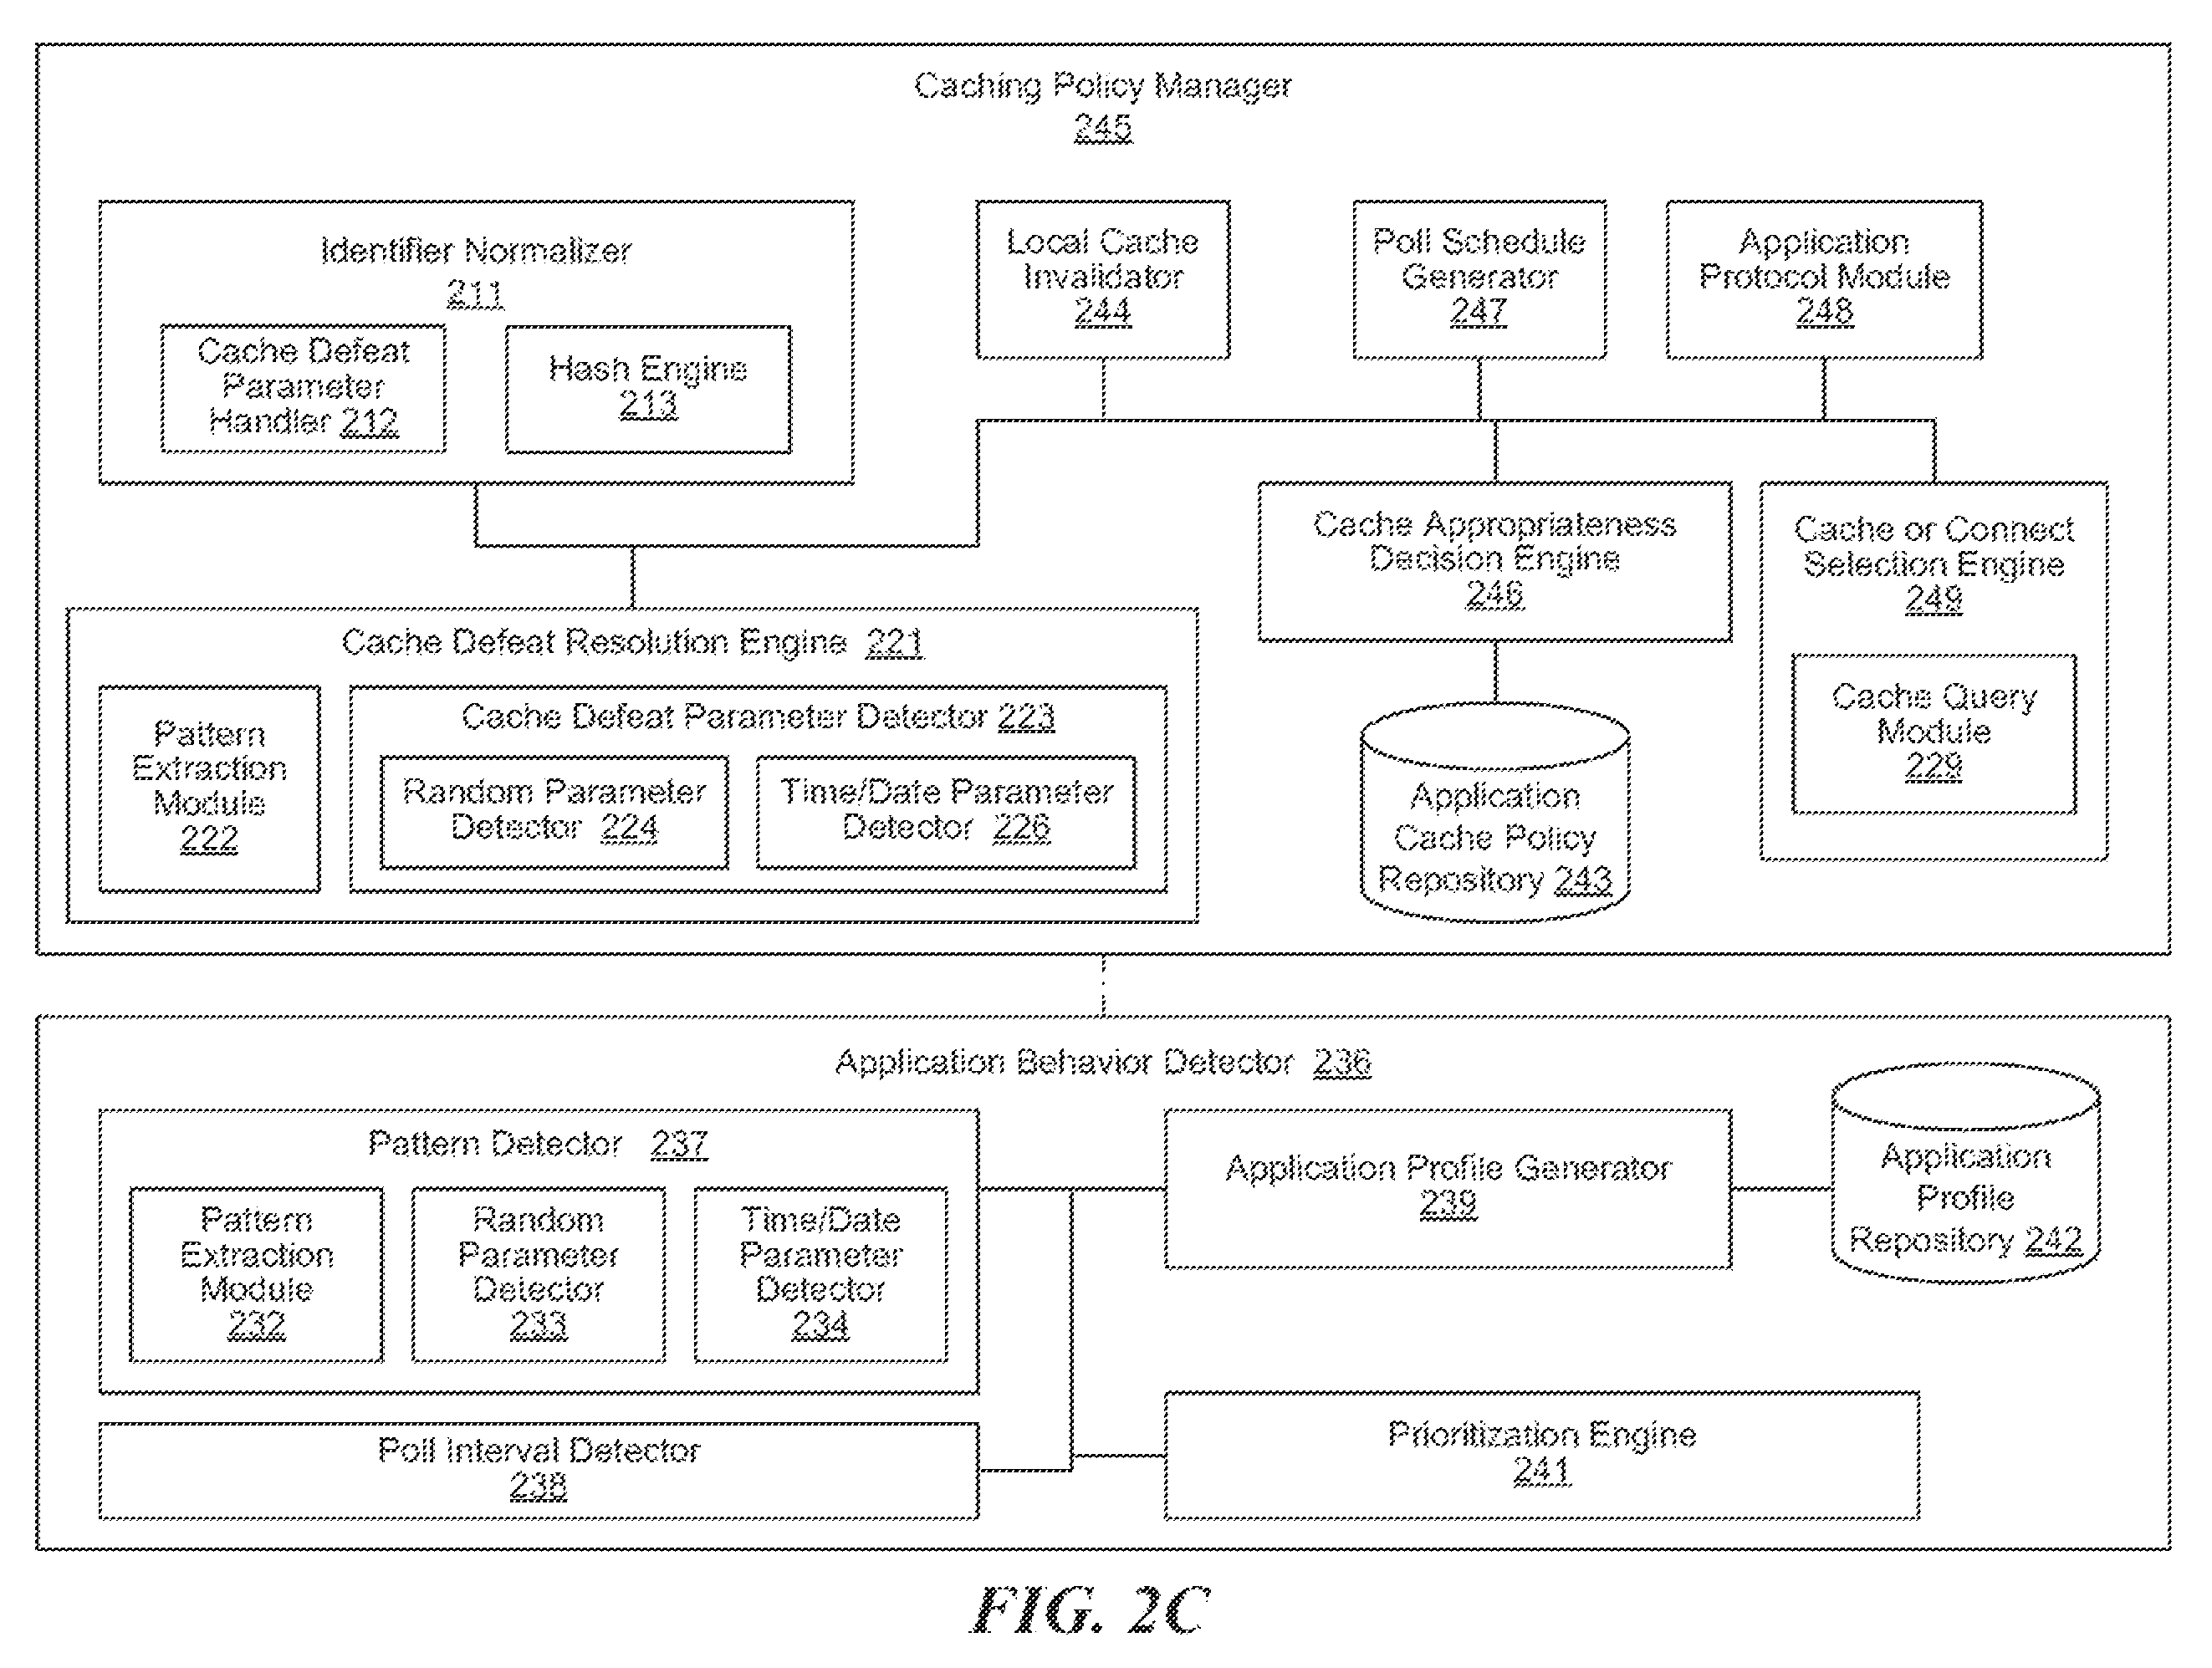 Caching Policy Manager
245
Identifier Normalizer
211
Cache Defeat
Parameter
Handler 212
Hash Engine
213
Local Cache
Invalidator
244
Poll Schedule
Generator
247
Application
Protocol Module
248
Cache Appropriateness
Decision Engine
246
Cache or Connect
Selection Engine
249
Cache Query
Module
229
Application
Cache Policy
Repository 243
Cache Defeat Resolution Engine 221
Pattern
Extraction
Module
222
Cache Defeat Parameter Detector 223
Random Parameter
Detector 224
Time/Date Parameter
Detector 226
Application Behavior Detector 236
Pattern Detector 237
Pattern
Extraction
Module
232
Random
Parameter
Detector
233
Time/Date
Parameter
Detector
234
Application Profile Generator
239
Application
Profile
Repository 242
Poll Interval Detector
238
Prioritization Engine
241
FIG. 2C